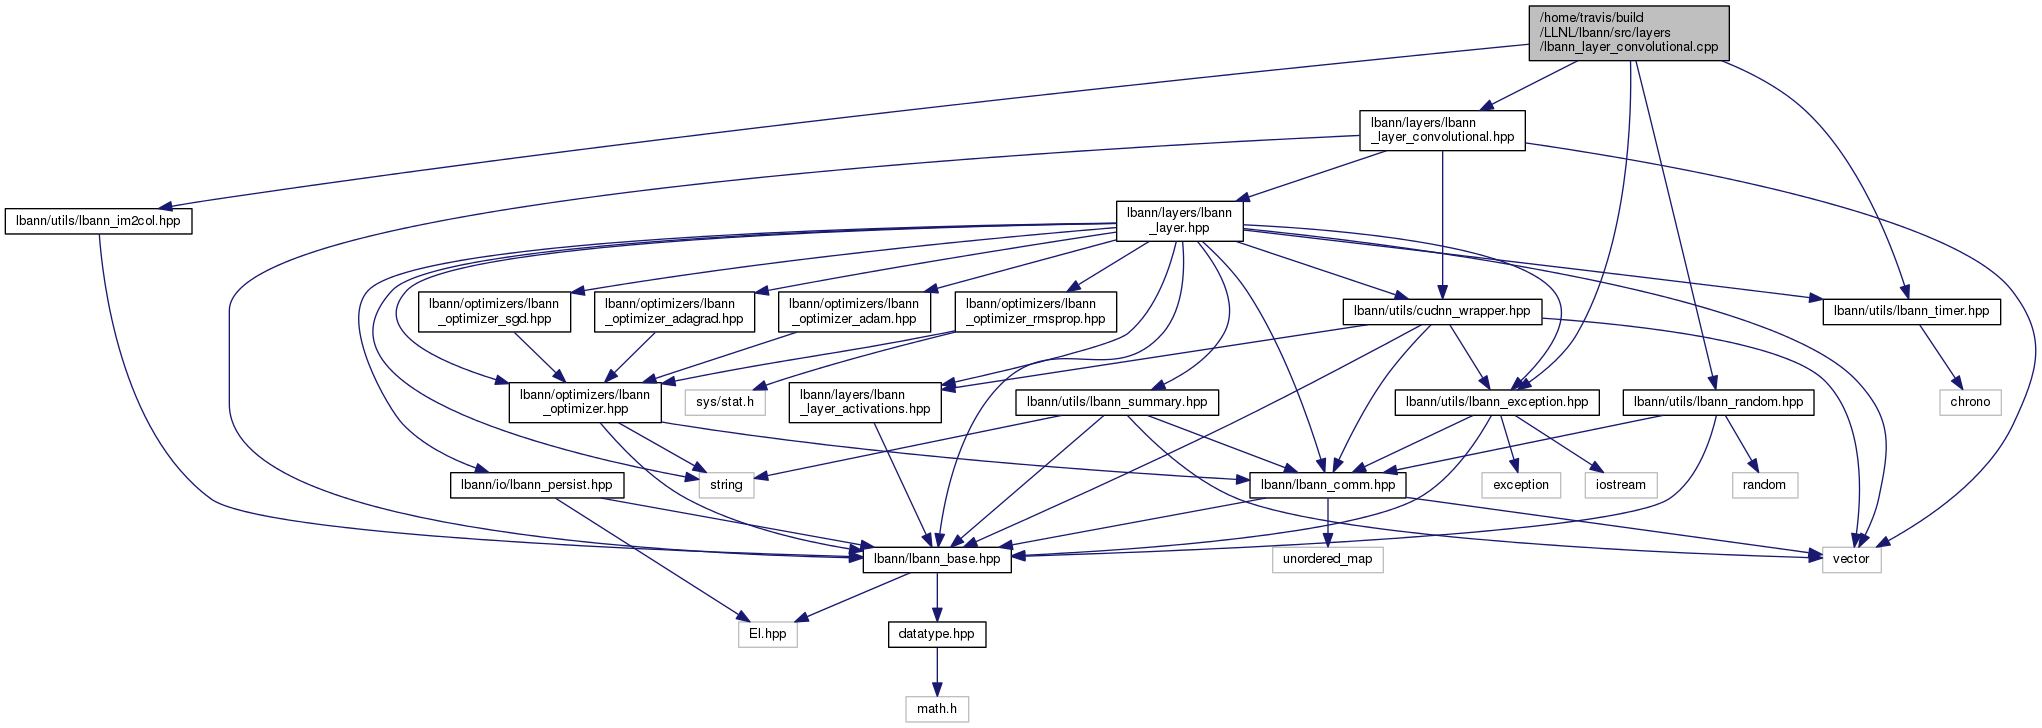 /home/travis/build
/LLNL/lbann/src/layers
/lbann_layer_convolutional.cpp
lbann/layers/lbann
_layer_convolutional.hpp
lbann/utils/lbann_im2col.hpp
lbann/layers/lbann
_layer.hpp
lbann/optimizers/lbann
_optimizer_sgd.hpp
lbann/optimizers/lbann
_optimizer_adagrad.hpp
lbann/optimizers/lbann
_optimizer_adam.hpp
lbann/optimizers/lbann
_optimizer_rmsprop.hpp
lbann/utils/cudnn_wrapper.hpp
lbann/utils/lbann_timer.hpp
lbann/optimizers/lbann
_optimizer.hpp
sys/stat.h
lbann/layers/lbann
_layer_activations.hpp
lbann/utils/lbann_summary.hpp
lbann/utils/lbann_exception.hpp
lbann/utils/lbann_random.hpp
chrono
lbann/io/lbann_persist.hpp
string
lbann/lbann_comm.hpp
exception
iostream
random
lbann/lbann_base.hpp
unordered_map
vector
El.hpp
datatype.hpp
math.h